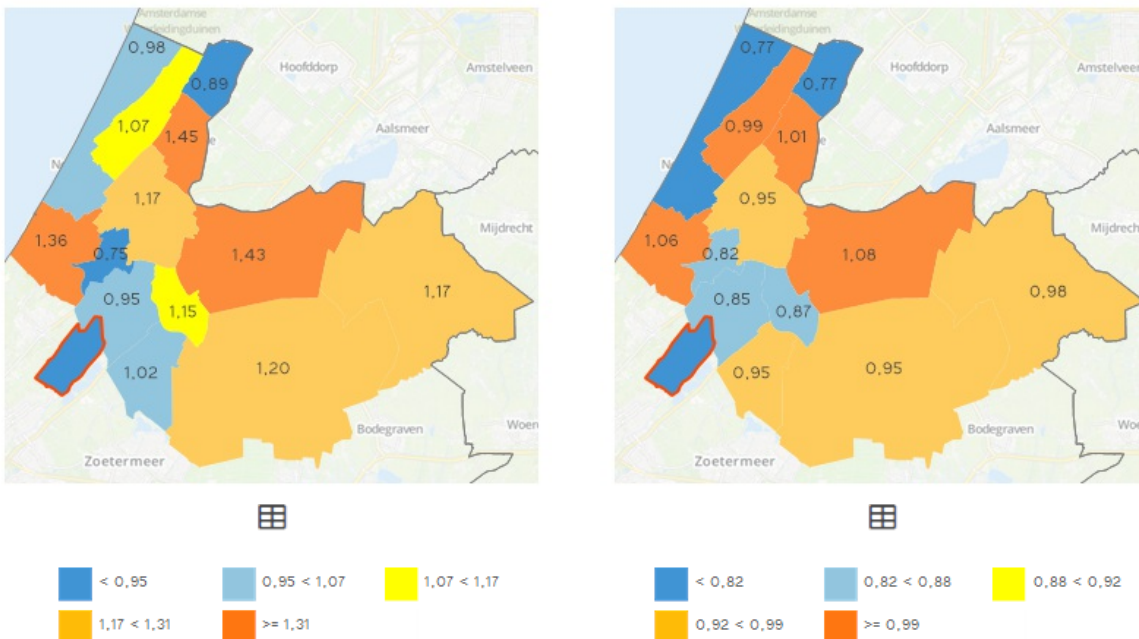 Amsterdamse
Waterleidingduinen
0,98
Hoofddorp
Amstelveen
0,89
1,07
1,45
Aalsmeer
1,17
Mijdrecht
1,36
0,75
1,43
0,95
1,15
1,17
1,02
1,20
Bodegraven
Zoetermeer
< 0,95
0,95 < 1,07
1,07 < 1,17
1,17 < 1,31
>= 1,31
Amsterdamse
Waterleidingduinen
0,77
Hoofddorp
Amstelveen
0,77
0,99
1,01
Aalsmeer
0,95
Mijdrecht
1,06
0,82
1,08
0,85
0,87
0,98
0,95
0,95
Bodegraven
Zoetermeer
< 0,82
0,82 < 0,88
0,88 < 0,92
0,92 < 0,99
>= 0,99